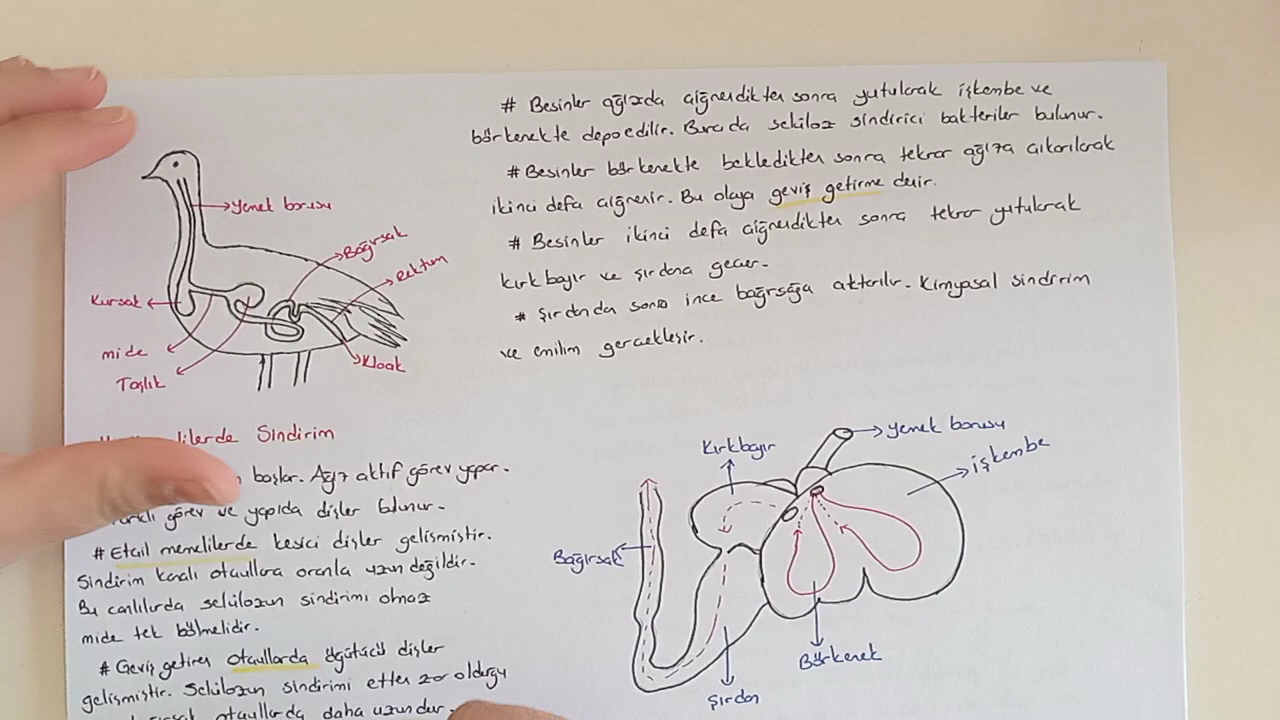 Yemek borusu
Bağırsak
Rektum
Kursak
mide
Taşlık
Kloak
lilerde Sindirim
başlar. Ağız aktif görev yapar.
görev ve yapıda dişler bulunur.
# Etçil memelilerde kesici dişler gelişmiştir.
Sindirim kanalı otçullara oranla uzun değildir.
Bu canlılarda selülozun sindirimi olmaz
mide tek bölmelidir.
# Geviş getiren otçullarda öğütücü dişler
gelişmiştir. Selülozun sindirimi etten zor olduğu
otçullarda daha uzundur.
# Besinler ağızda çiğnendikten sonra yutularak işkembe ve
börkenekte depo edilir. Burada selüloz sindirici bakteriler bulunur.
# Besinler börkenekte bekledikten sonra tekrar ağıza çıkarılarak
ikinci defa çiğnenir. Bu olaya geviş getirme denir.
# Besinler ikinci defa çiğnendikten sonra tekrar yutularak
kırkbayır ve şırdana geçer.
# Şırdandan sonra ince bağırsağa aktarılır. Kimyasal sindirim
ve emilim gerçekleşir.
Kırkbayır
yemek borusu
işkembe
Bağırsak
Börkenek
Şırdan